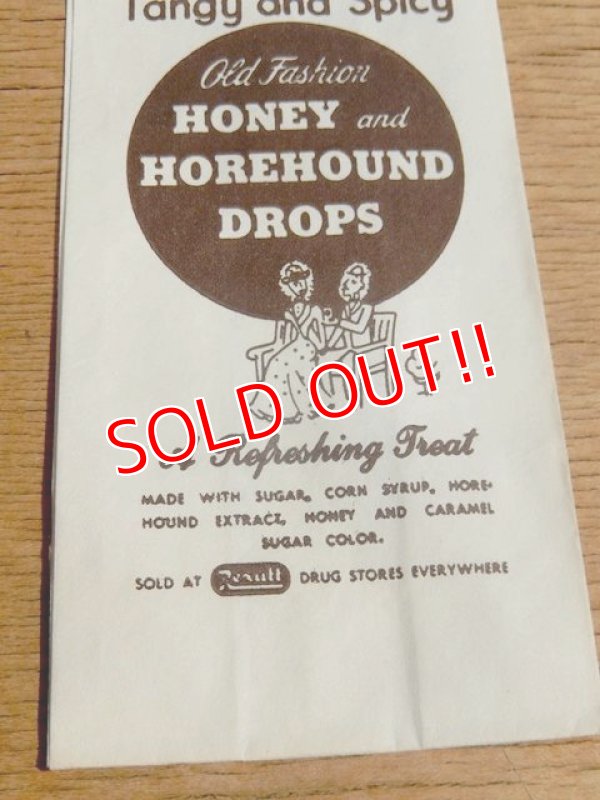 Tangy and Spicy
Old Fashion
HONEY and
HOREHOUND
DROPS
SOLD OUT!!
A Refreshing Treat
MADE WITH SUGAR, CORN SYRUP, HORE-
HOUND EXTRACT, HONEY AND CARAMEL
SUGAR COLOR.
SOLD AT Rexall DRUG STORES EVERYWHERE